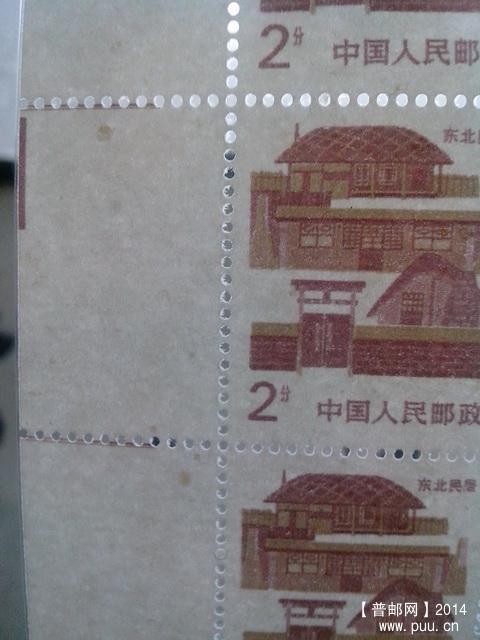 2分 中国人民邮
东北民
2分 中国人民邮政
东北民居
【普邮网】2014
www.puu.cn